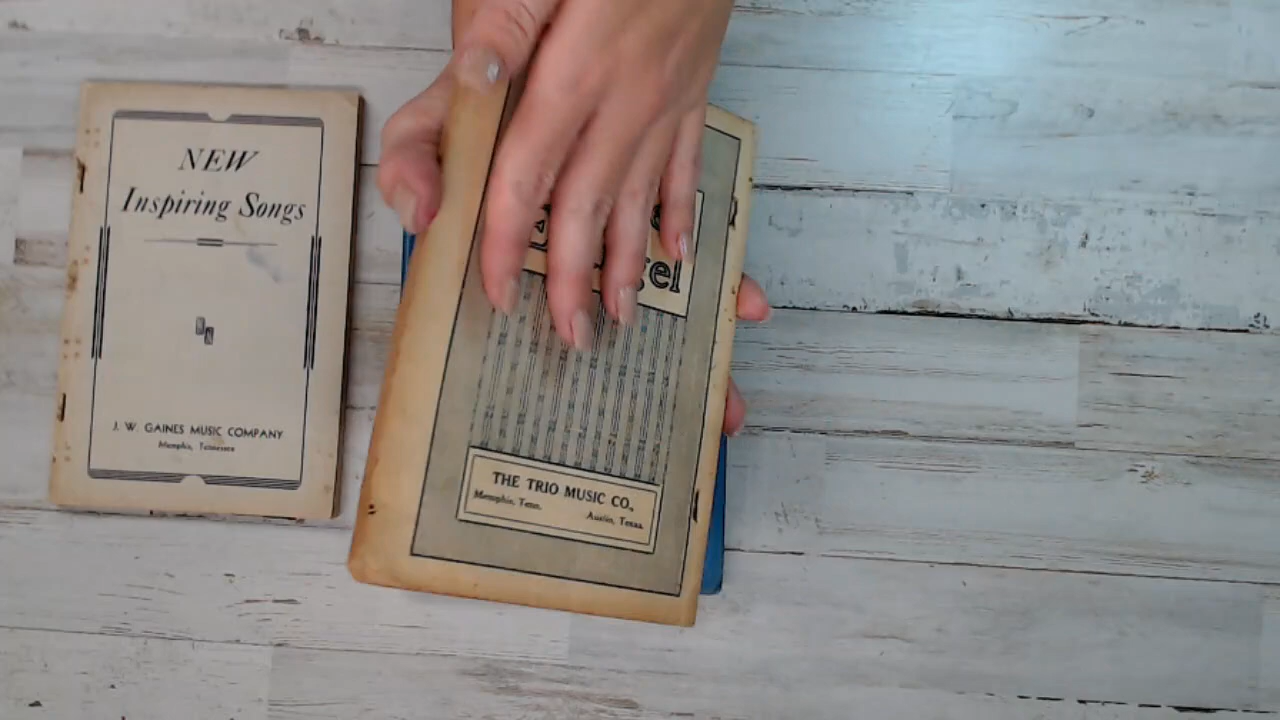 NEW
Inspiring Songs
J. W. GAINES MUSIC COMPANY
Memphis, Tennessee
THE TRIO MUSIC CO.,
Memphis, Tenn.
Austin, Texas